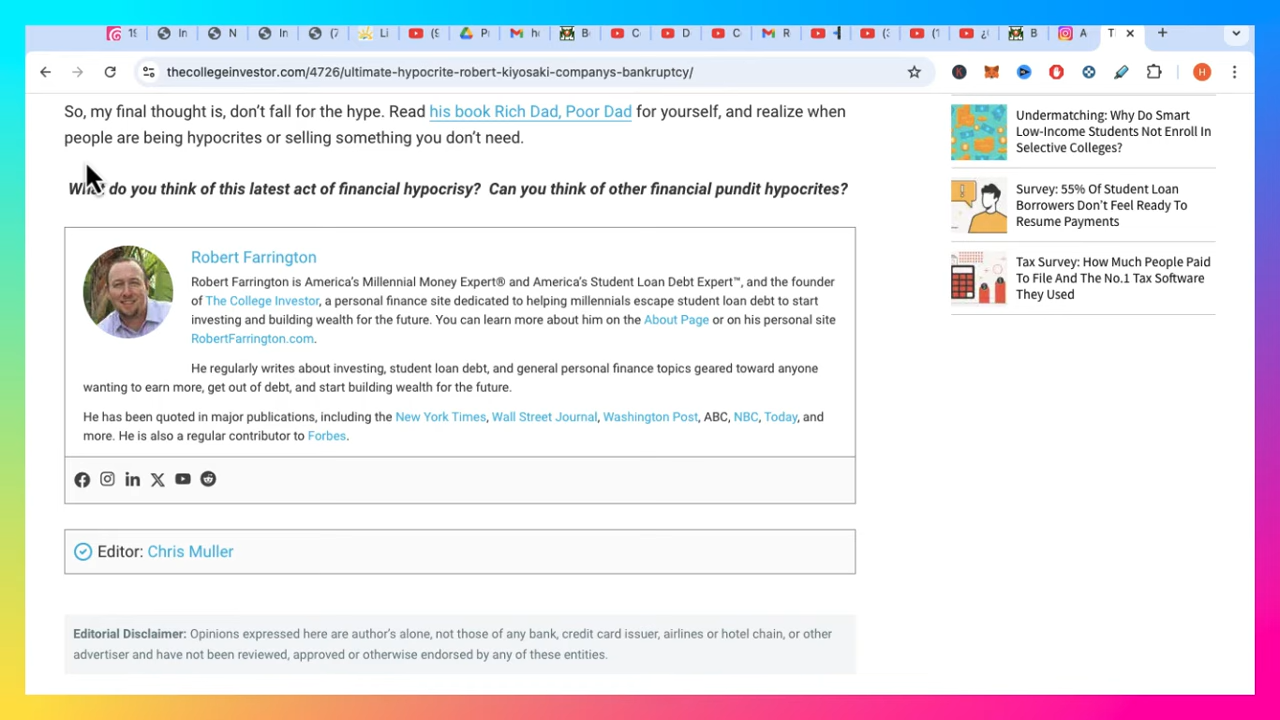 19
In
N
In
(7
Li
(9
P
M
h
B
C
D
C
R
(3
(1
¿
B
A
T
thecollegeinvestor.com/4726/ultimate-hypocrite-robert-kiyosaki-companys-bankruptcy/
K
H
So, my final thought is, don't fall for the hype. Read his book Rich Dad, Poor Dad for yourself, and realize when
people are being hypocrites or selling something you don't need.
do you think of this latest act of financial hypocrisy? Can you think of other financial pundit hypocrites?
Robert Farrington
Robert Farrington is America's Millennial Money Expert® and America's Student Loan Debt Expert™, and the founder
of The College Investor, a personal finance site dedicated to helping millennials escape student loan debt to start
investing and building wealth for the future. You can learn more about him on the About Page or on his personal site
RobertFarrington.com.
He regularly writes about investing, student loan debt, and general personal finance topics geared toward anyone
wanting to earn more, get out of debt, and start building wealth for the future.
He has been quoted in major publications, including the New York Times, Wall Street Journal, Washington Post, ABC, NBC, Today, and
more. He is also a regular contributor to Forbes.
Editor: Chris Muller
Editorial Disclaimer: Opinions expressed here are author's alone, not those of any bank, credit card issuer, airlines or hotel chain, or other
advertiser and have not been reviewed, approved or otherwise endorsed by any of these entities.
Undermatching: Why Do Smart
Low-Income Students Not Enroll In
Selective Colleges?
Survey: 55% Of Student Loan
Borrowers Don't Feel Ready To
Resume Payments
Tax Survey: How Much People Paid
To File And The No.1 Tax Software
They Used